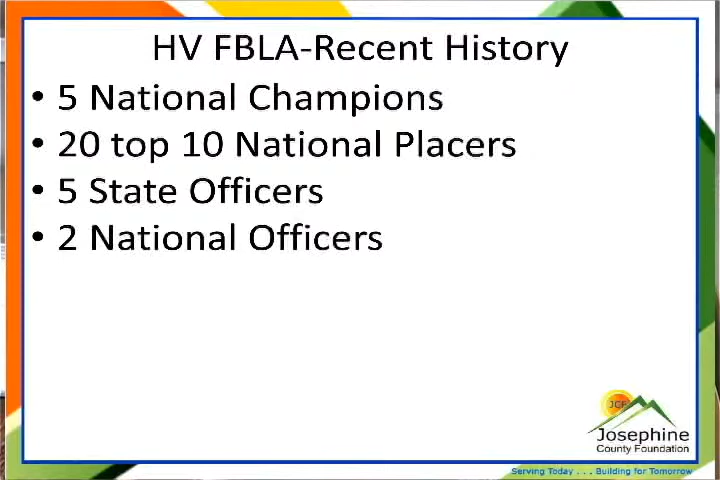 HV FBLA-Recent History
• 5 National Champions
• 20 top 10 National Placers
• 5 State Officers
• 2 National Officers
JCF
Josephine
County Foundation
Serving Today . . . Building for Tomorrow